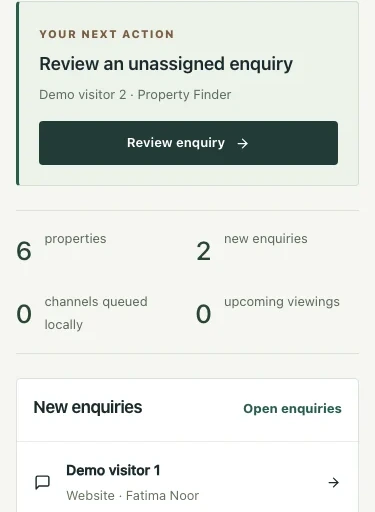 YOUR NEXT ACTION
Review an unassigned enquiry
Demo visitor 2 · Property Finder
Review enquiry →
6 properties
2 new enquiries
0 channels queued locally
0 upcoming viewings
New enquiries
Open enquiries
Demo visitor 1 →
Website · Fatima Noor